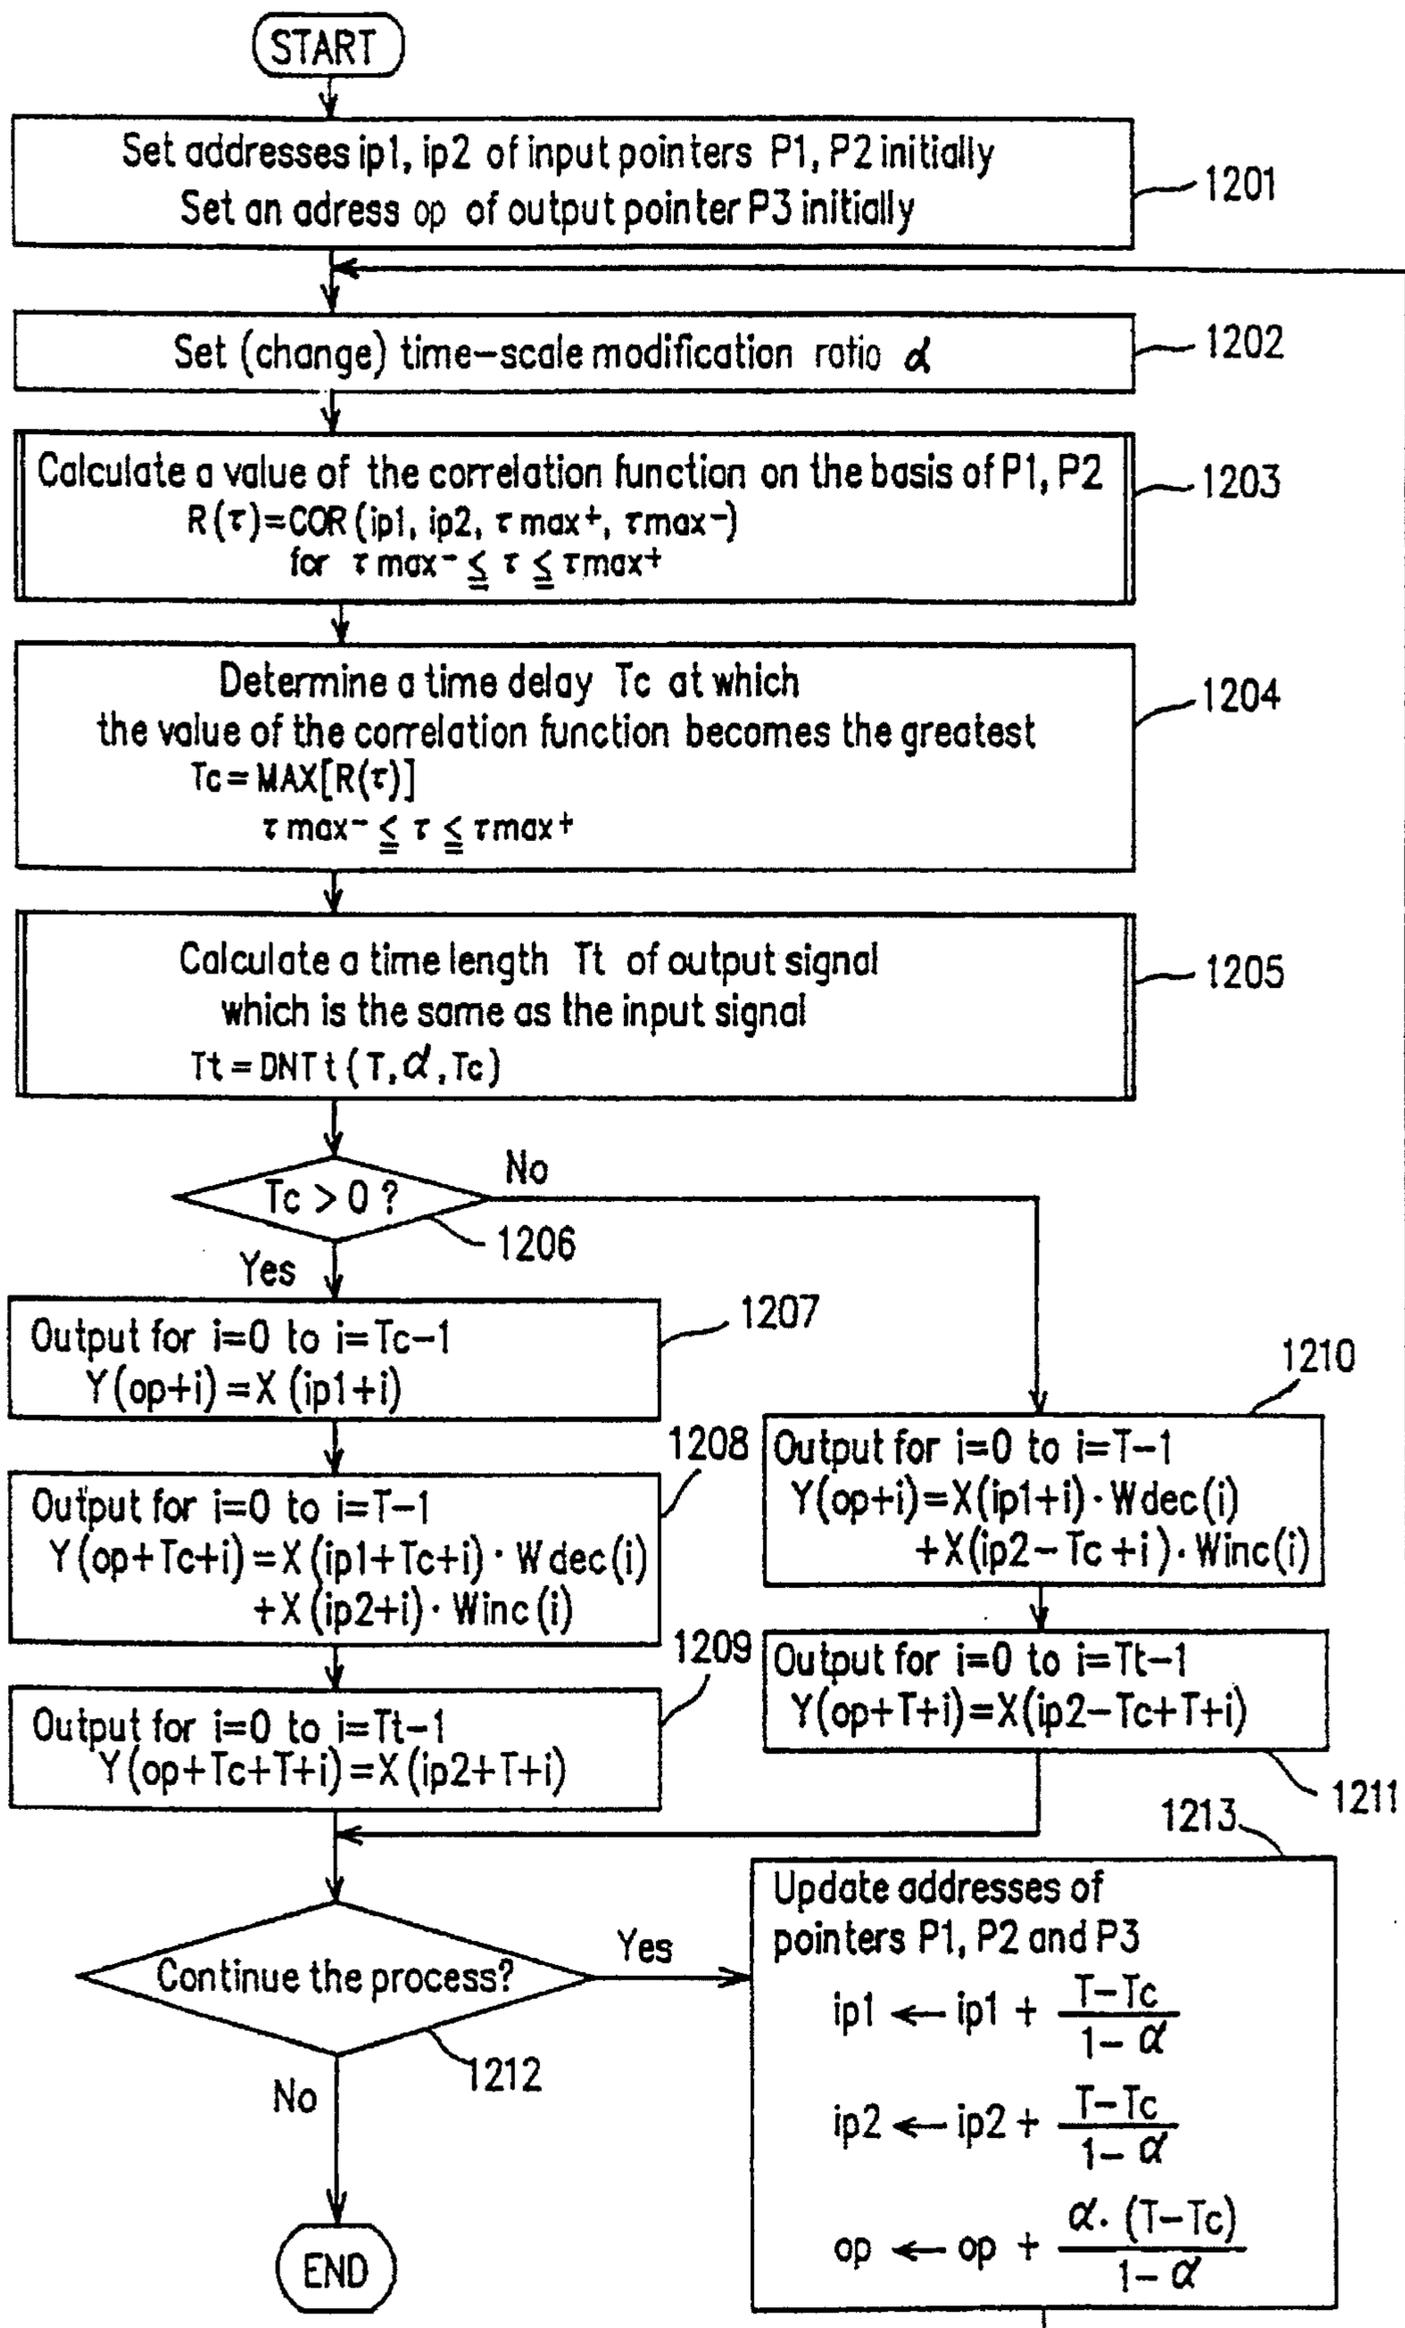 START
Set addresses ip1, ip2 of input pointers P1, P2 initially
Set an adress op of output pointer P3 initially
1201
Set (change) time-scale modification ratio α
1202
Calculate a value of the correlation function on the basis of P1, P2
R(τ)=COR(ip1, ip2, τmax+, τmax-)
for τmax- ≦ τ ≦ τmax+
1203
Determine a time delay Tc at which
the value of the correlation function becomes the greatest
Tc=MAX[R(τ)]
τmax- ≦ τ ≦ τmax+
1204
Calculate a time length Tt of output signal
which is the same as the input signal
Tt=DNTt(T,α,Tc)
1205
Tc > 0 ?
No
1206
Yes
Output for i=0 to i=Tc-1
Y(op+i)=X(ip1+i)
1207
Output for i=0 to i=T-1
Y(op+Tc+i)=X(ip1+Tc+i)·Wdec(i)
+X(ip2+i)·Winc(i)
1208
Output for i=0 to i=Tt-1
Y(op+Tc+T+i)=X(ip2+T+i)
1209
1210
Output for i=0 to i=T-1
Y(op+i)=X(ip1+i)·Wdec(i)
+X(ip2-Tc+i)·Winc(i)
Output for i=0 to i=Tt-1
Y(op+T+i)=X(ip2-Tc+T+i)
1211
Continue the process?
Yes
1212
No
END
1213
Update addresses of
pointers P1, P2 and P3
ip1 ← ip1 + T-Tc
1-α
ip2 ← ip2 + T-Tc
1-α
op ← op + α·(T-Tc)
1-α